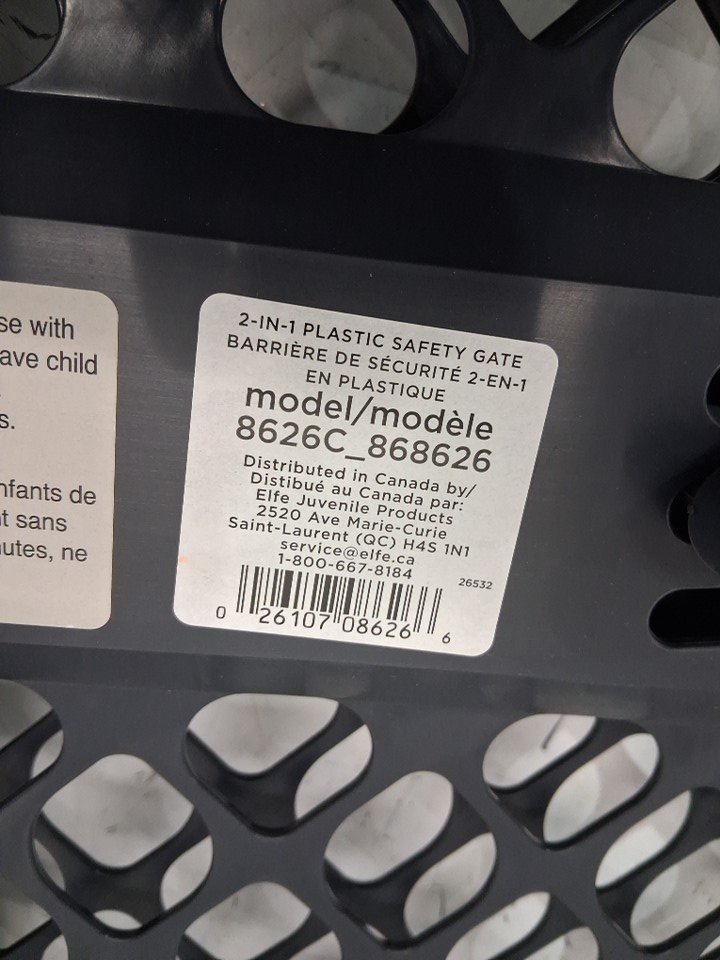 se with
ave child
s.
nfants de
t sans
nutes, ne
2-IN-1 PLASTIC SAFETY GATE
BARRIÈRE DE SÉCURITÉ 2-EN-1
EN PLASTIQUE
model/modèle
8626C_868626
Distributed in Canada by/
Distibué au Canada par:
Elfe Juvenile Products
2520 Ave Marie-Curie
Saint-Laurent (QC) H4S 1N1
service@elfe.ca
1-800-667-8184
26532
0 26107 08626 6